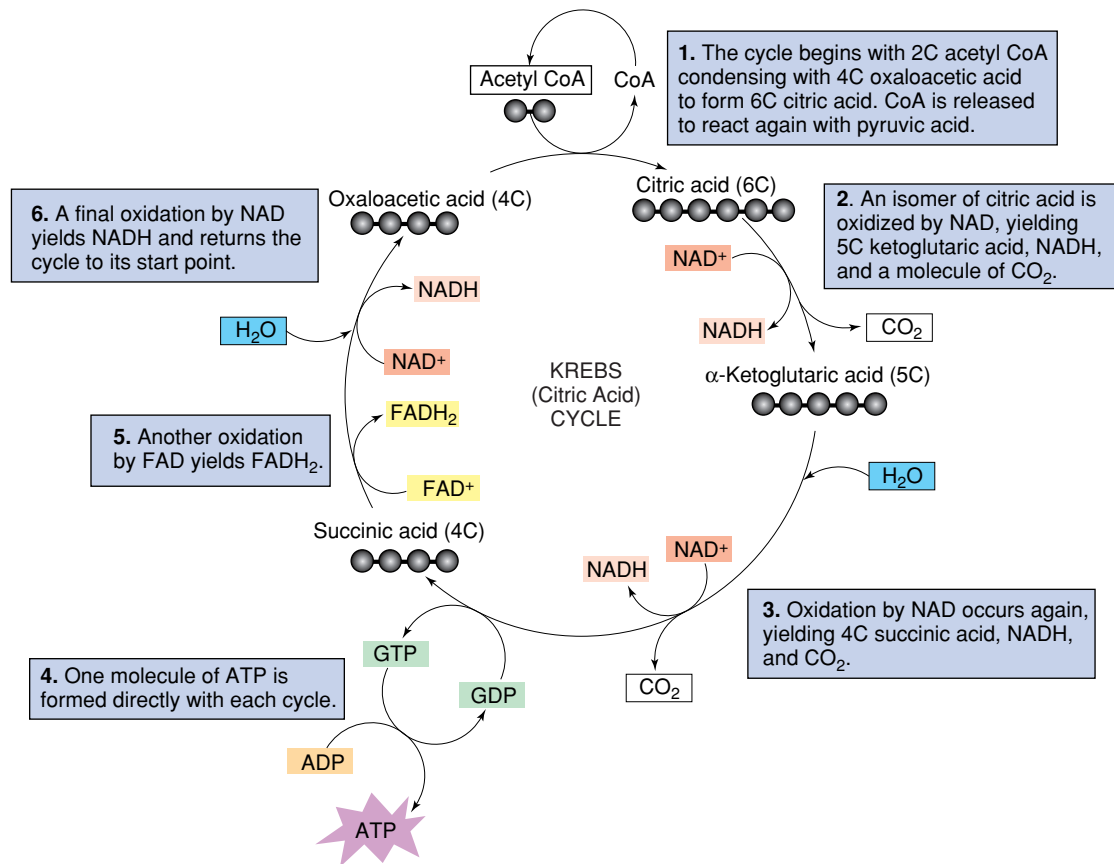 1. The cycle begins with 2C acetyl CoA
condensing with 4C oxaloacetic acid
to form 6C citric acid. CoA is released
to react again with pyruvic acid.
Acetyl CoA
CoA
Oxaloacetic acid (4C)
Citric acid (6C)
2. An isomer of citric acid is
oxidized by NAD, yielding
5C ketoglutaric acid, NADH,
and a molecule of CO₂.
6. A final oxidation by NAD
yields NADH and returns the
cycle to its start point.
NAD⁺
NADH
CO₂
NADH
H₂O
NAD⁺
KREBS
(Citric Acid)
CYCLE
α-Ketoglutaric acid (5C)
FADH₂
5. Another oxidation
by FAD yields FADH₂.
FAD⁺
H₂O
Succinic acid (4C)
NAD⁺
NADH
3. Oxidation by NAD occurs again,
yielding 4C succinic acid, NADH,
and CO₂.
CO₂
GTP
GDP
4. One molecule of ATP is
formed directly with each cycle.
ADP
ATP